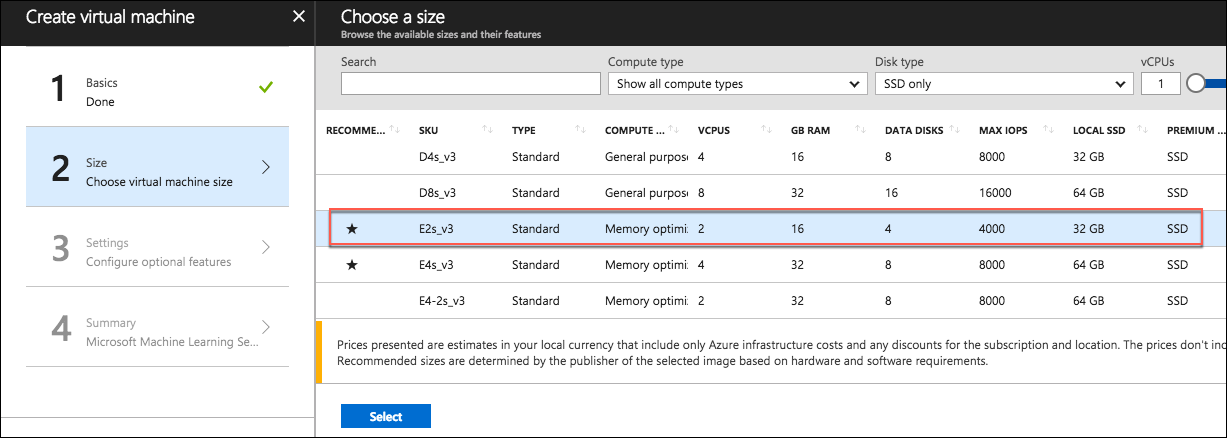 Create virtual machine
1
Basics
Done
2
Size
Choose virtual machine size
3
Settings
Configure optional features
4
Summary
Microsoft Machine Learning Se...
Choose a size
Browse the available sizes and their features
Search Compute type Disk type vCPUs
Show all compute types SSD only 1
RECOMME... SKU TYPE COMPUTE ... VCPUS GB RAM DATA DISKS MAX IOPS LOCAL SSD PREMIUM ...
D4s_v3 Standard General purpose 4 16 8 8000 32 GB SSD
D8s_v3 Standard General purpose 8 32 16 16000 64 GB SSD
★ E2s_v3 Standard Memory optimi 2 16 4 4000 32 GB SSD
★ E4s_v3 Standard Memory optimi 4 32 8 8000 64 GB SSD
E4-2s_v3 Standard Memory optimi 2 32 8 8000 64 GB SSD
Prices presented are estimates in your local currency that include only Azure infrastructure costs and any discounts for the subscription and location. The prices don't inc
Recommended sizes are determined by the publisher of the selected image based on hardware and software requirements.
Select